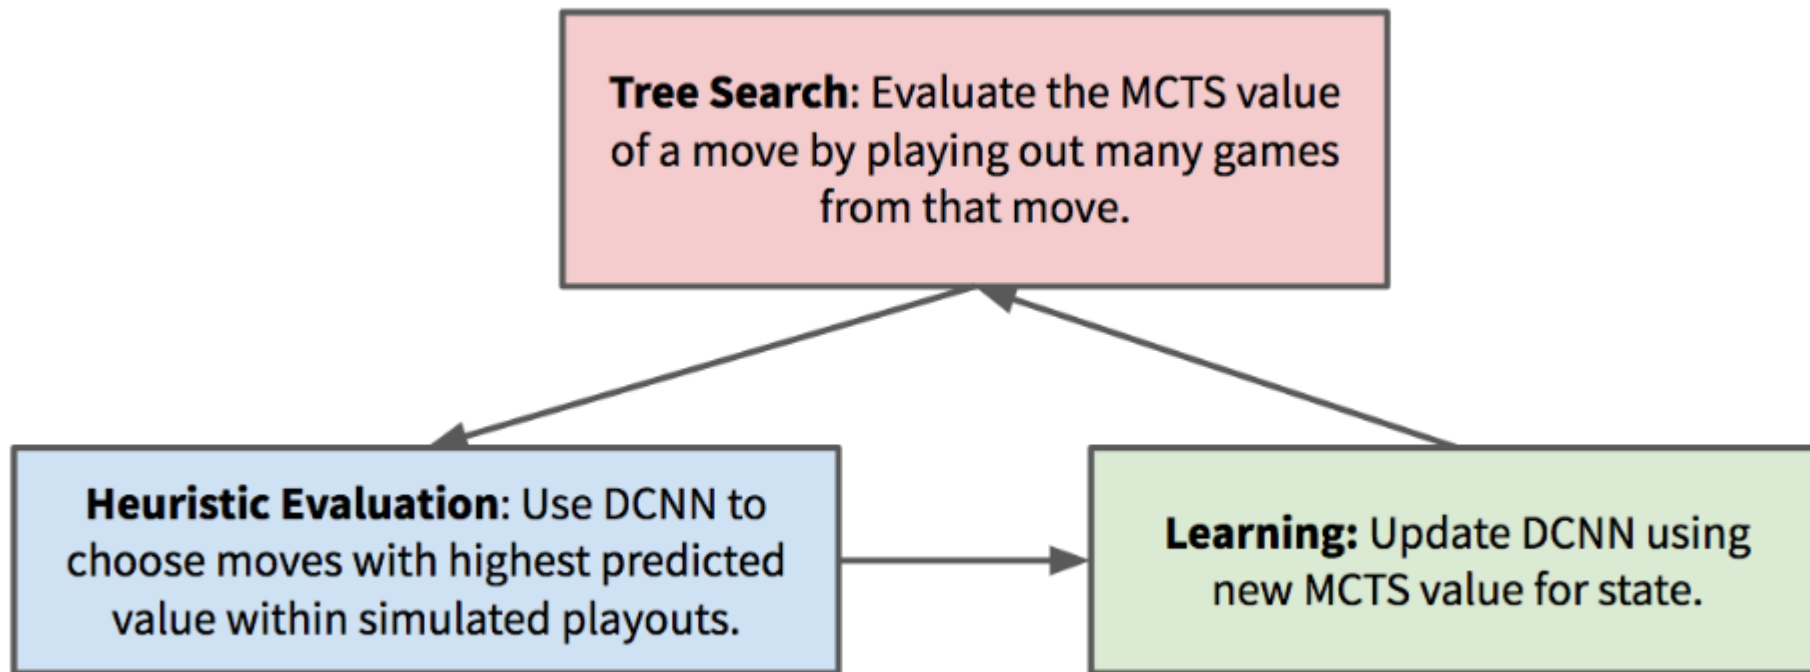 Tree Search: Evaluate the MCTS value
of a move by playing out many games
from that move.
Heuristic Evaluation: Use DCNN to
choose moves with highest predicted
value within simulated playouts.
Learning: Update DCNN using
new MCTS value for state.